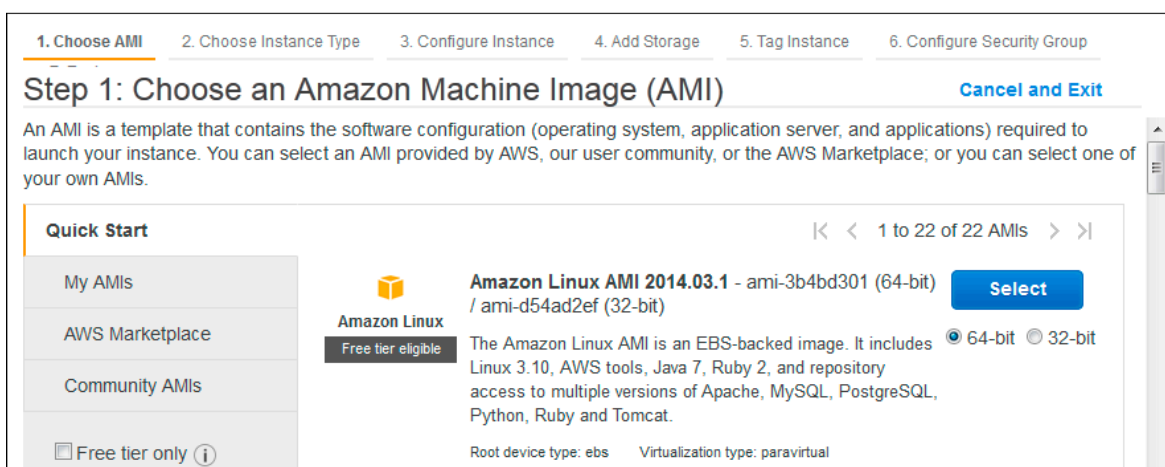 1. Choose AMI 2. Choose Instance Type 3. Configure Instance 4. Add Storage 5. Tag Instance 6. Configure Security Group
Step 1: Choose an Amazon Machine Image (AMI)
Cancel and Exit
An AMI is a template that contains the software configuration (operating system, application server, and applications) required to
launch your instance. You can select an AMI provided by AWS, our user community, or the AWS Marketplace; or you can select one of
your own AMIs.
Quick Start
1 to 22 of 22 AMIs
My AMIs
AWS Marketplace
Community AMIs
Free tier only
Amazon Linux
Free tier eligible
Amazon Linux AMI 2014.03.1 - ami-3b4bd301 (64-bit)
/ ami-d54ad2ef (32-bit)
The Amazon Linux AMI is an EBS-backed image. It includes
Linux 3.10, AWS tools, Java 7, Ruby 2, and repository
access to multiple versions of Apache, MySQL, PostgreSQL,
Python, Ruby and Tomcat.
Root device type: ebs Virtualization type: paravirtual
Select
64-bit 32-bit